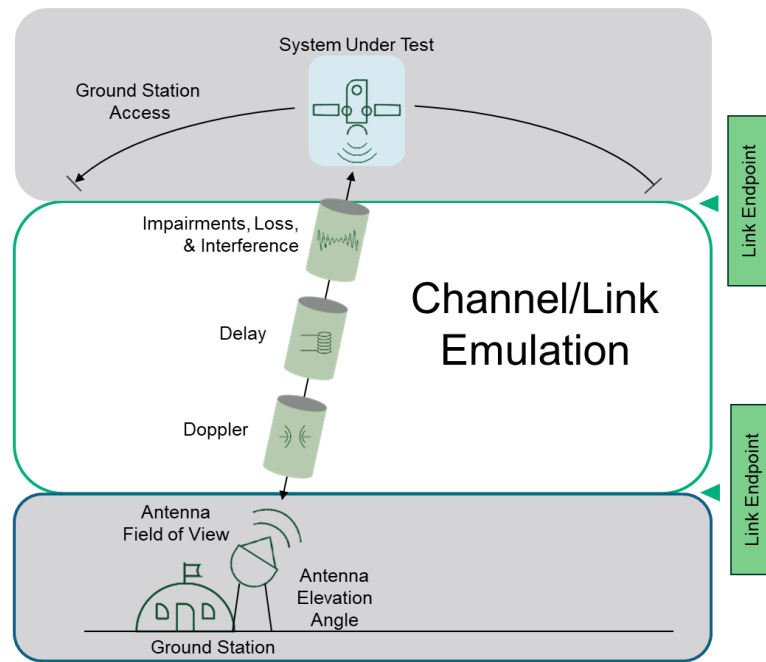 System Under Test
Ground Station
Access
Link Endpoint
Impairments, Loss,
& Interference
Channel/Link
Emulation
Delay
Doppler
Link Endpoint
Antenna
Field of View
Antenna
Elevation
Angle
Ground Station